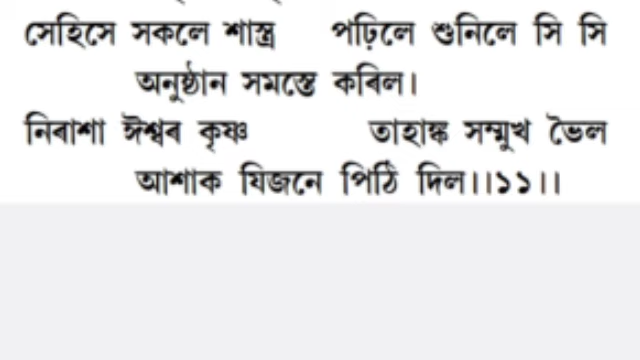 সেহিসে সকলে শাস্ত্ৰ পঢ়িলে শুনিলে সি সি
অনুষ্ঠান সমস্তে কৰিল।
নিৰাশা ঈশ্বৰ কৃষ্ণ তাহাঙ্ক সম্মুখ ভৈল
আশাক যিজনে পিঠি দিল।।১১।।